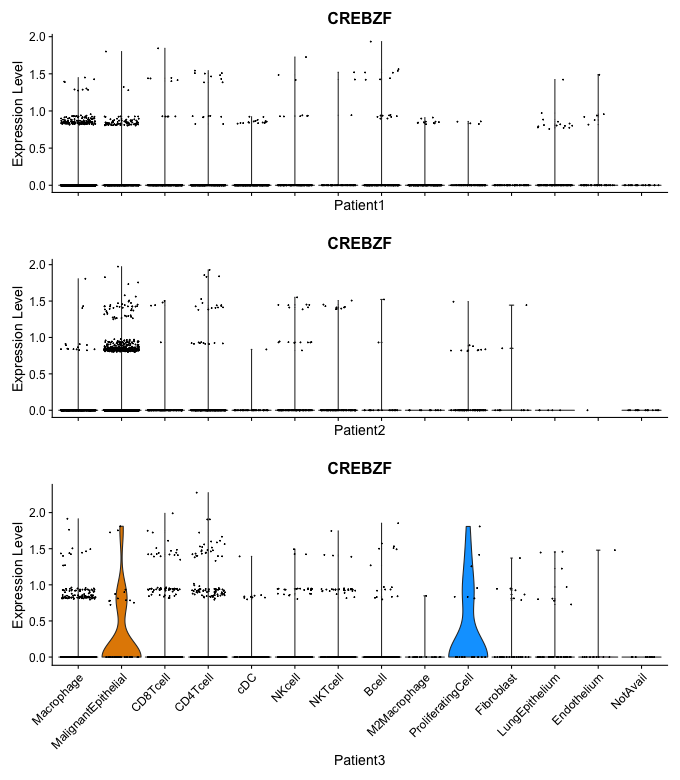 CREBZF
Expression Level
2.0
1.5
1.0
0.5
0.0
Patient1
CREBZF
Expression Level
2.0
1.5
1.0
0.5
0.0
Patient2
CREBZF
Expression Level
2.0
1.5
1.0
0.5
0.0
Macrophage
MalignantEpithelial
CD8Tcell
CD4Tcell
cDC
NKcell
NKTcell
Bcell
M2Macrophage
ProliferatingCell
Fibroblast
LungEpithelium
Endothelium
NotAvail
Patient3